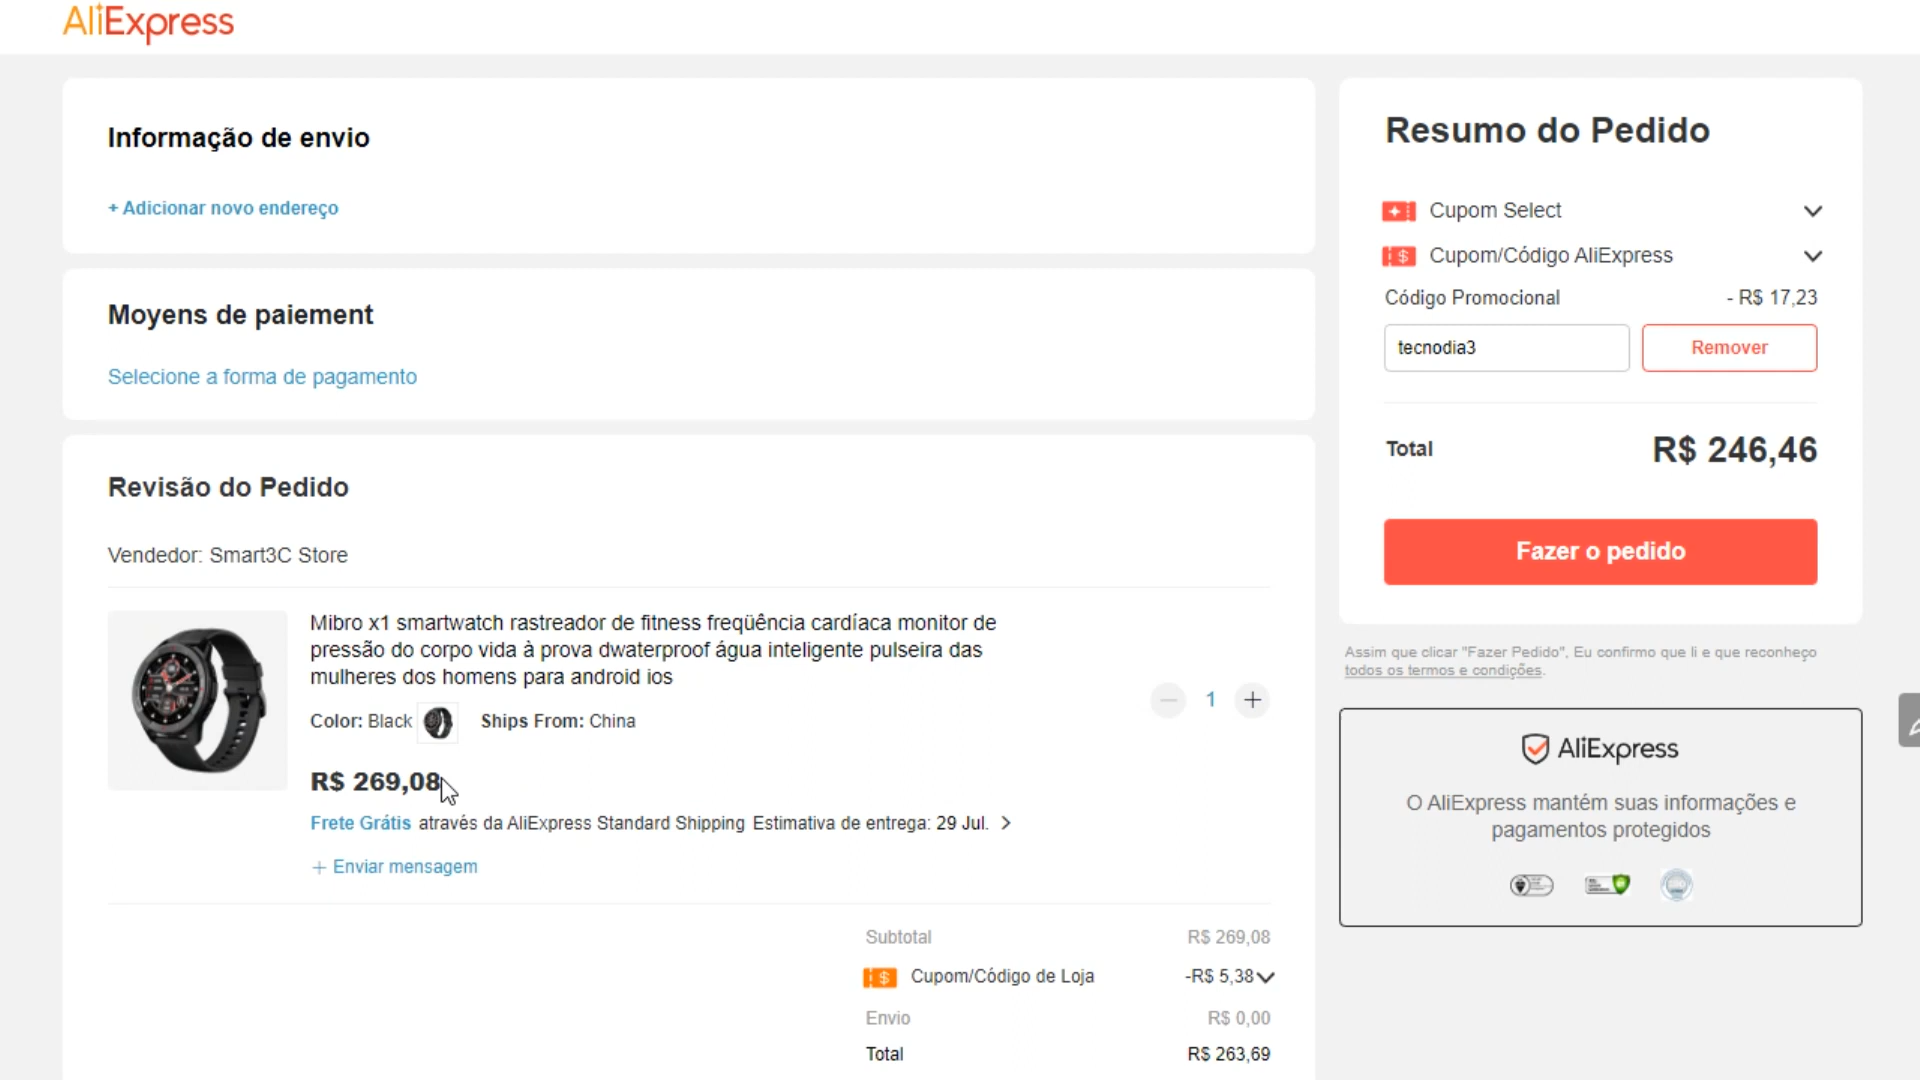 AliExpress
Informação de envio
+ Adicionar novo endereço
Moyens de paiement
Selecione a forma de pagamento
Revisão do Pedido
Vendedor: Smart3C Store
Mibro x1 smartwatch rastreador de fitness freqüência cardíaca monitor de
pressão do corpo vida à prova dwaterproof água inteligente pulseira das
mulheres dos homens para android ios
Color: Black Ships From: China
1
R$ 269,08
Frete Grátis através da AliExpress Standard Shipping Estimativa de entrega: 29 Jul.
+ Enviar mensagem
Subtotal R$ 269,08
Cupom/Código de Loja -R$ 5,38
Envio R$ 0,00
Total R$ 263,69
Resumo do Pedido
Cupom Select
Cupom/Código AliExpress
Código Promocional - R$ 17,23
tecnodia3 Remover
Total R$ 246,46
Fazer o pedido
Assim que clicar "Fazer Pedido", Eu confirmo que li e que reconheço
todos os termos e condições.
AliExpress
O AliExpress mantém suas informações e
pagamentos protegidos